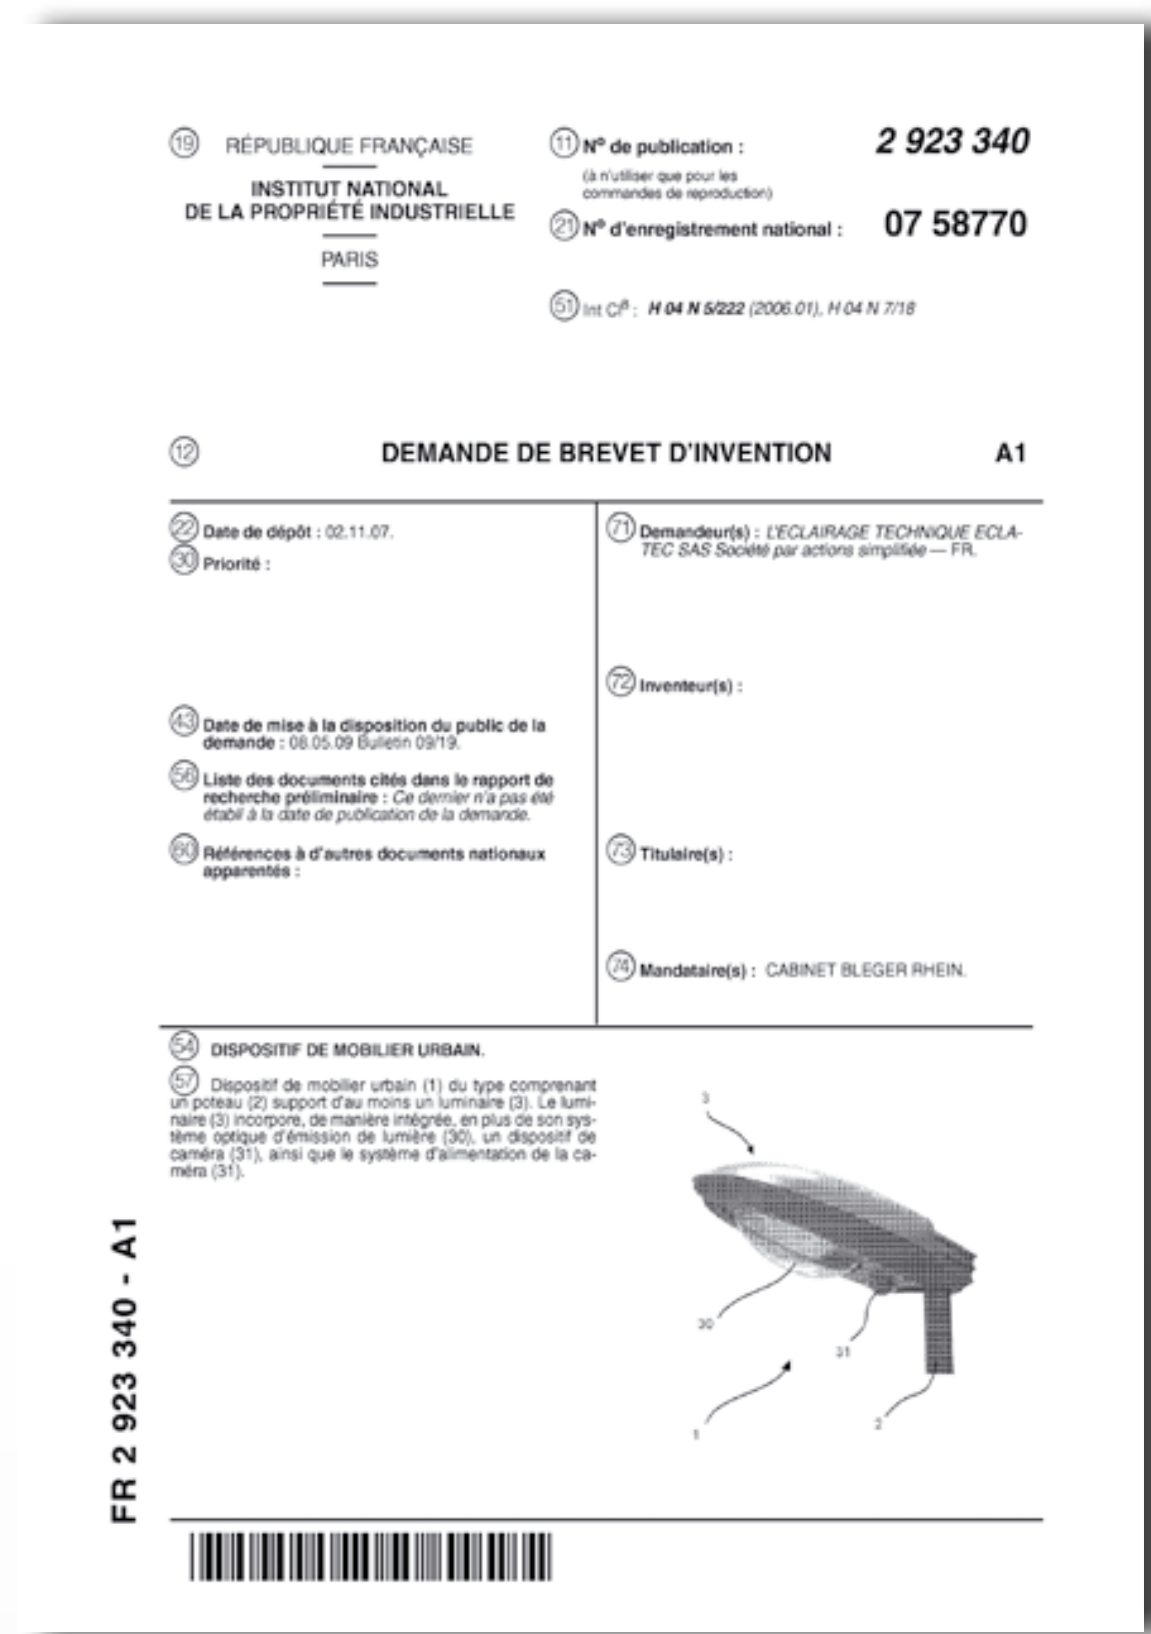 (19) RÉPUBLIQUE FRANÇAISE
INSTITUT NATIONAL
DE LA PROPRIÉTÉ INDUSTRIELLE
PARIS
(11) N° de publication : 2 923 340
(à n'utiliser que pour les
commandes de reproduction)
(21) N° d'enregistrement national : 07 58770
(51) Int Cl⁸ : H 04 N 5/222 (2006.01), H 04 N 7/18
(12) DEMANDE DE BREVET D'INVENTION A1
(22) Date de dépôt : 02.11.07.
(30) Priorité :
(43) Date de mise à la disposition du public de la
demande : 08.05.09 Bulletin 09/19.
(56) Liste des documents cités dans le rapport de
recherche préliminaire : Ce dernier n'a pas été
établi à la date de publication de la demande.
(60) Références à d'autres documents nationaux
apparentés :
(71) Demandeur(s) : L'ECLAIRAGE TECHNIQUE ECLA-
TEC SAS Société par actions simplifiée — FR.
(72) Inventeur(s) :
(73) Titulaire(s) :
(74) Mandataire(s) : CABINET BLEGER RHEIN.
(54) DISPOSITIF DE MOBILIER URBAIN.
(57) Dispositif de mobilier urbain (1) du type comprenant
un poteau (2) support d'au moins un luminaire (3). Le lumi-
naire (3) incorpore, de manière intégrée, en plus de son sys-
tème optique d'émission de lumière (30), un dispositif de
caméra (31), ainsi que le système d'alimentation de la ca-
méra (31).
3
30
31
1
2
FR 2 923 340 - A1